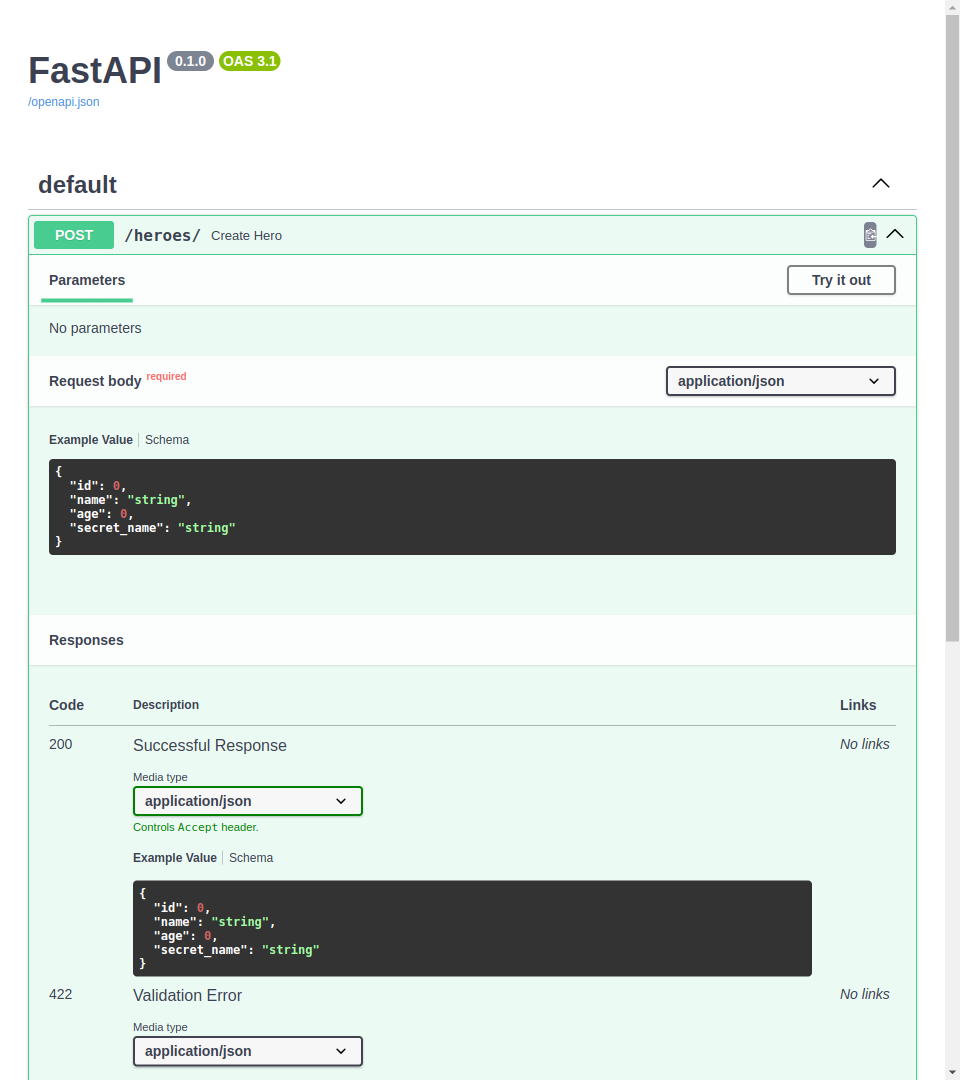 FastAPI 0.1.0 OAS 3.1
/openapi.json
default
POST /heroes/ Create Hero
Parameters Try it out
No parameters
Request body required application/json
Example Value Schema
{
  "id": 0,
  "name": "string",
  "age": 0,
  "secret_name": "string"
}
Responses
Code Description Links
200 Successful Response No links
Media type
application/json
Controls Accept header.
Example Value Schema
{
  "id": 0,
  "name": "string",
  "age": 0,
  "secret_name": "string"
}
422 Validation Error No links
Media type
application/json